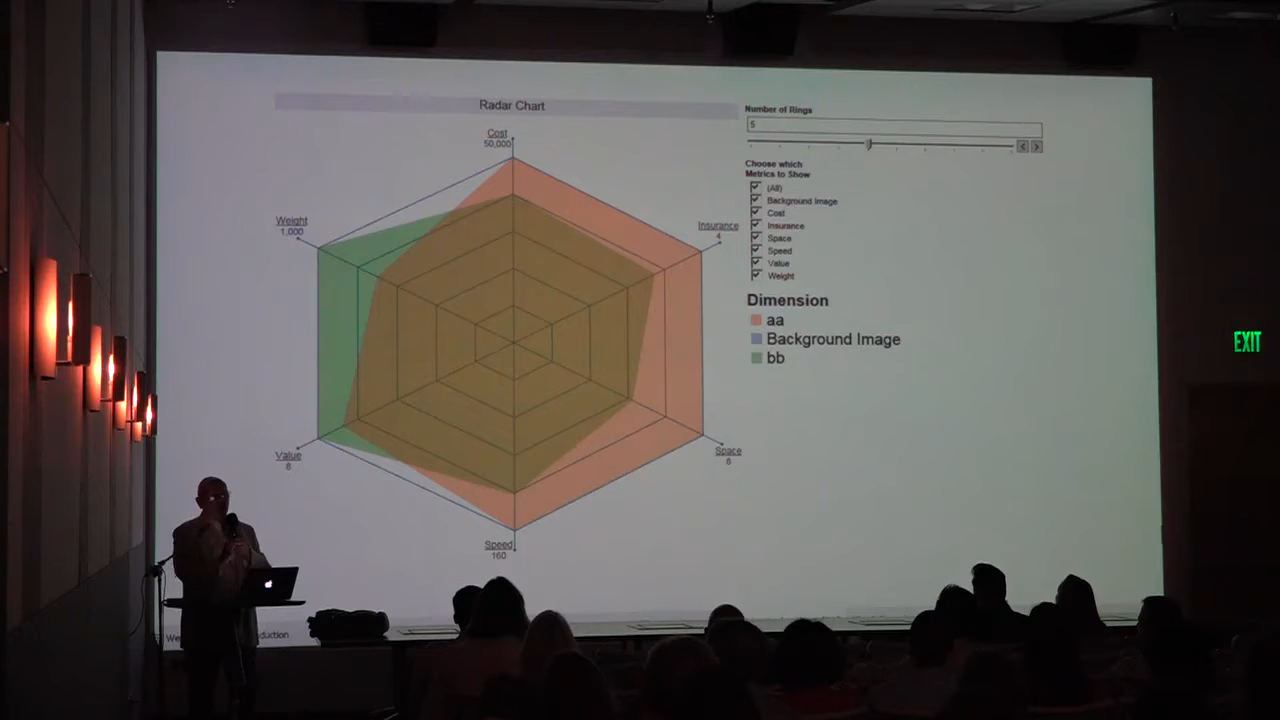 Radar Chart
Cost
50,000
Weight
1,000
Insurance
4
Value
8
Space
8
Speed
160
Number of Rings
5
Choose which
Metrics to Show
(All)
Background Image
Cost
Insurance
Space
Speed
Value
Weight
Dimension
aa
Background Image
bb
EXIT